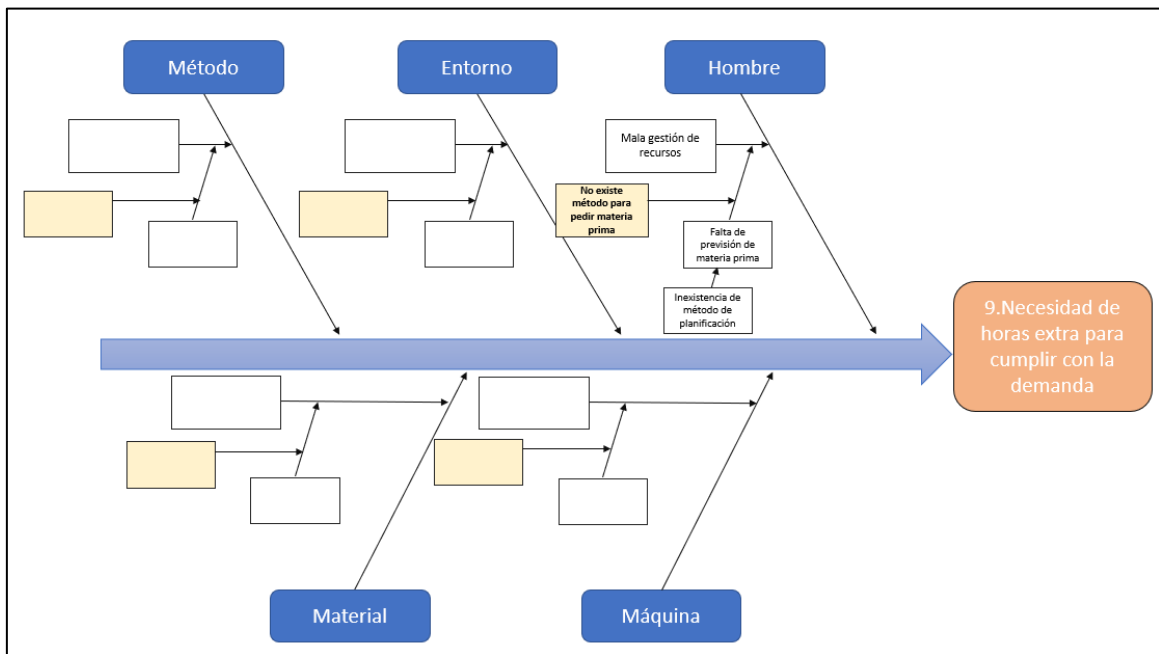 Método
Entorno
Hombre
Mala gestión de
recursos
No existe
método para
pedir materia
prima
Falta de
previsión de
materia prima
Inexistencia de
método de
planificación
9.Necesidad de
horas extra para
cumplir con la
demanda
Material
Máquina